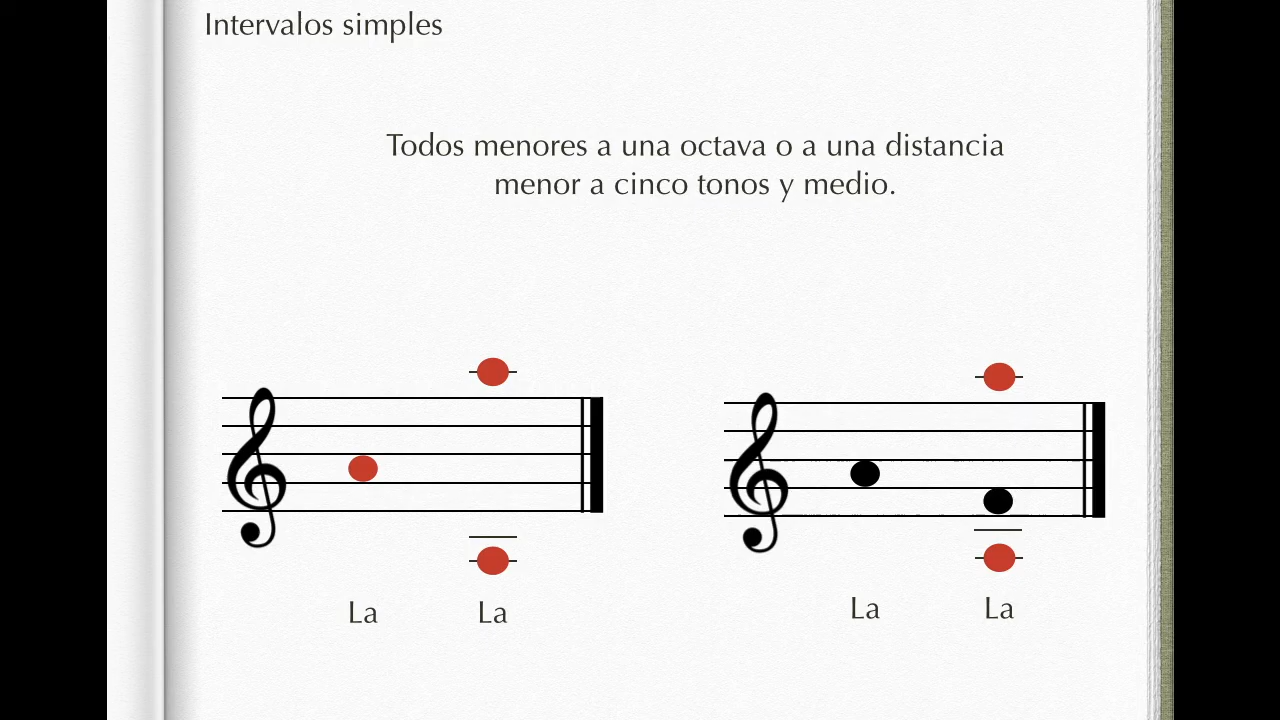 Intervalos simples
Todos menores a una octava o a una distancia
menor a cinco tonos y medio.
La La La La